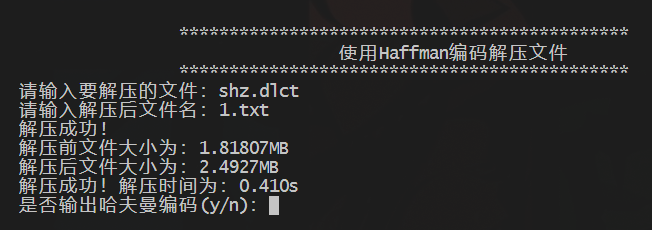 *********************************************
使用Haffman编码解压文件
*********************************************
请输入要解压的文件: shz.dlct
请输入解压后文件名: 1.txt
解压成功!
解压前文件大小为: 1.81807MB
解压后文件大小为: 2.4927MB
解压成功! 解压时间为: 0.410s
是否输出哈夫曼编码(y/n):